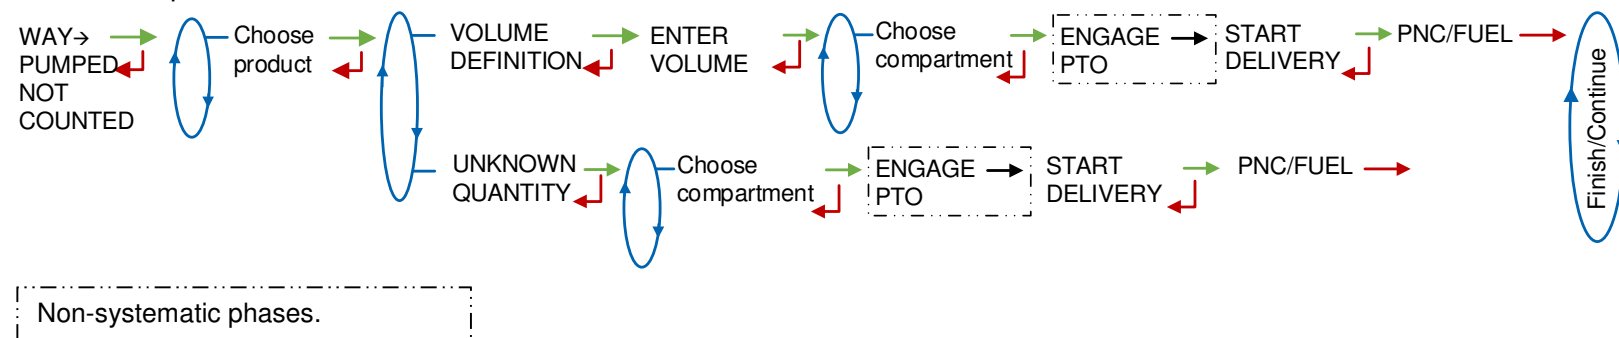 WAY→
PUMPED
NOT
COUNTED
Choose
product
VOLUME
DEFINITION
ENTER
VOLUME
Choose
compartment
ENGAGE
PTO
START
DELIVERY
PNC/FUEL
UNKNOWN
QUANTITY
Choose
compartment
ENGAGE
PTO
START
DELIVERY
PNC/FUEL
Finish/Continue
Non-systematic phases.